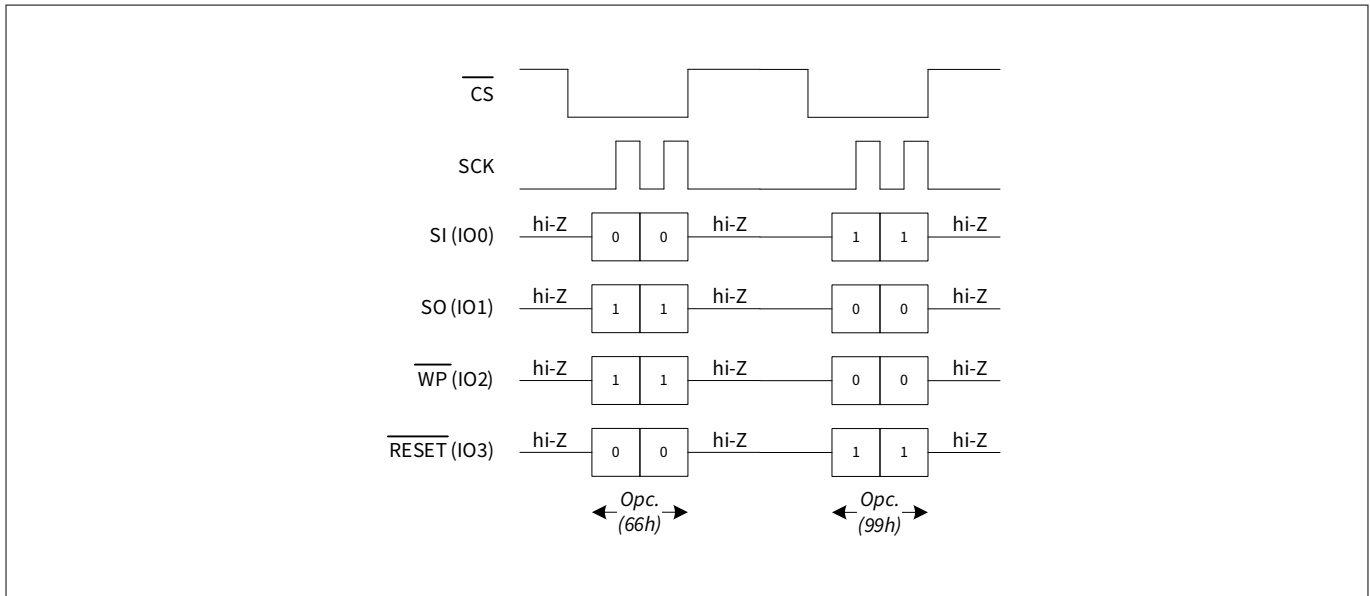 CS
SCK
SI (IO0) hi-Z 0 0 hi-Z 1 1 hi-Z
SO (IO1) hi-Z 1 1 hi-Z 0 0 hi-Z
WP (IO2) hi-Z 1 1 hi-Z 0 0 hi-Z
RESET (IO3) hi-Z 0 0 hi-Z 1 1 hi-Z
Opc. Opc.
(66h) (99h)